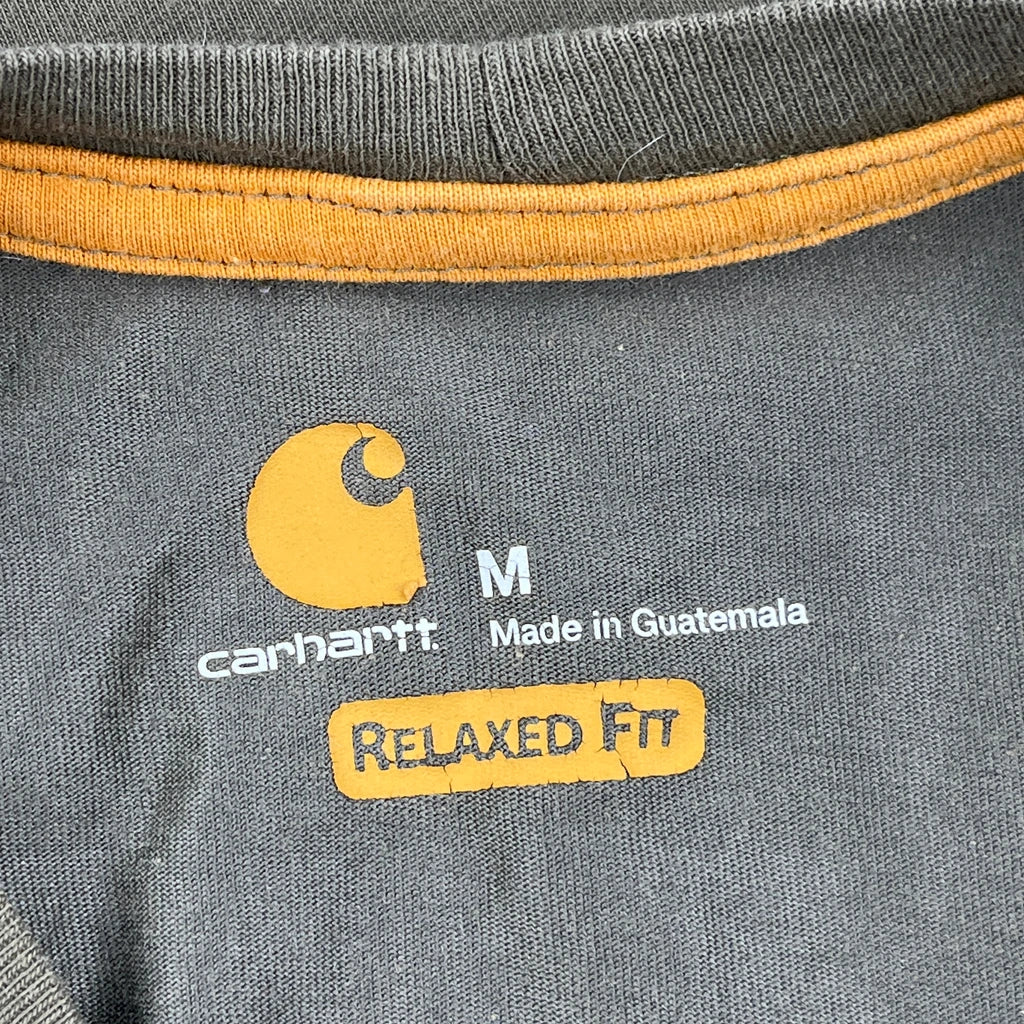 M
Made in Guatemala
carhartt
RELAXED FIT